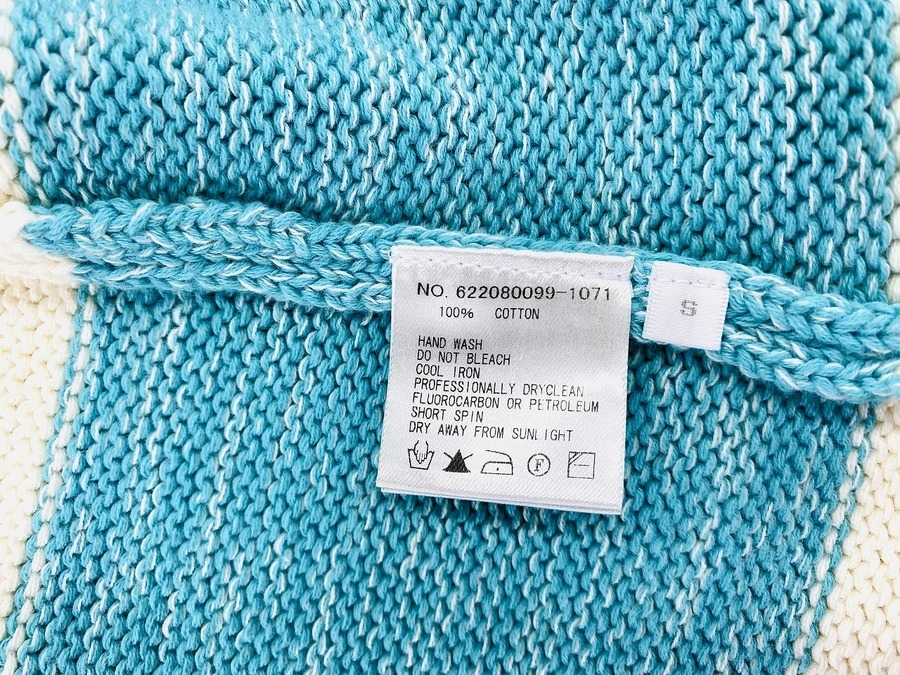 NO. 622080099-1071
100% COTTON
HAND WASH
DO NOT BLEACH
COOL IRON
PROFESSIONALLY DRYCLEAN
FLUOROCARBON OR PETROLEUM
SHORT SPIN
DRY AWAY FROM SUNLIGHT
F
S